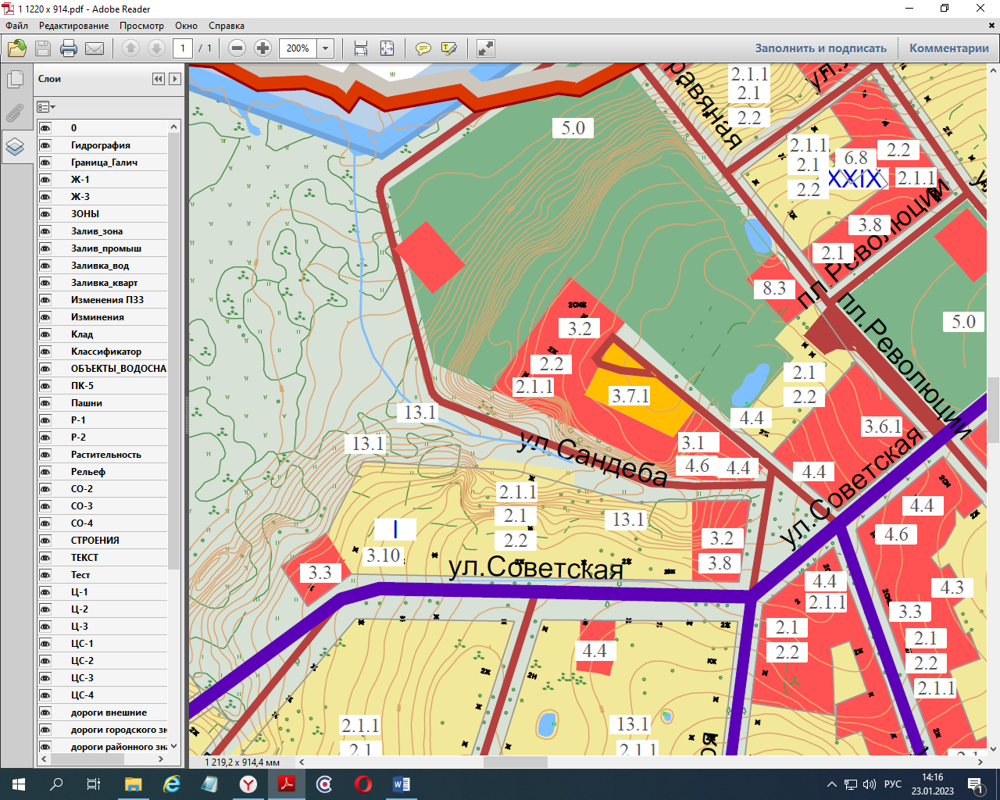 1 1220 x 914.pdf - Adobe Reader
Файл Редактирование Просмотр Окно Справка
1 / 1
200%
Заполнить и подписать
Комментарии
Слои
0
Гидрография
Граница_Галич
Ж-1
Ж-3
ЗОНЫ
Залив_зона
Залив_промыш
Заливка_вод
Заливка_кварт
Изменения ПЗЗ
Изминения
Клад
Классификатор
ОБЪЕКТЫ_ВОДОСНА
ПК-5
Пашни
Р-1
Р-2
Растительность
Рельеф
СО-2
СО-3
СО-4
СТРОЕНИЯ
ТЕКСТ
Тест
Ц-1
Ц-2
Ц-3
ЦС-1
ЦС-2
ЦС-3
ЦС-4
дороги внешние
дороги городского зн
дороги районного зна
1 219,2 x 914,4 мм
5.0
равяная
2.1.1
2.1
2.2
ул.
2.1.1
2.1
2.2
6.8
2.2
XXIX
2.1.1
3.8
2.1
пл Революции
8.3
5.0
пл.Революции
3.2
2.2
2.1.1
3.7.1
2.1
2.2
4.4
3.6.1
13.1
13.1
ул.Сандеба
3.1
4.6
4.4
4.4
ул.Советская
2.1.1
2.1
2.2
13.1
I
3.10
3.3
ул.Советская
3.2
3.8
4.4
4.6
4.3
3.3
4.4
2.1.1
2.1
2.2
2.1
2.2
2.1.1
4.4
2.1.1
2.1
13.1
2.1.1
2.1
РУС
14:16
23.01.2023
1